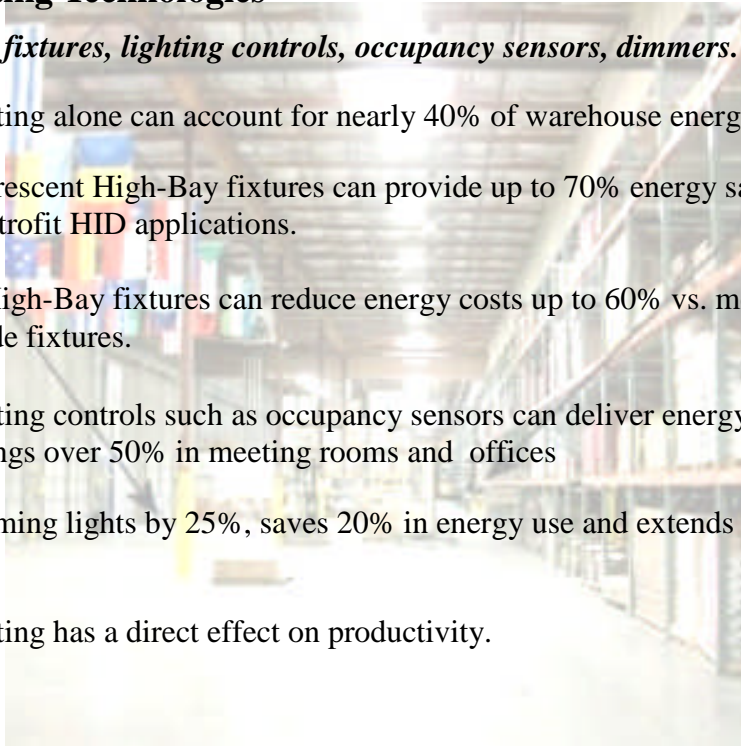 ing Technologies
fixtures, lighting controls, occupancy sensors, dimmers.
ting alone can account for nearly 40% of warehouse energ
rescent High-Bay fixtures can provide up to 70% energy sa
trofit HID applications.
High-Bay fixtures can reduce energy costs up to 60% vs. m
de fixtures.
ting controls such as occupancy sensors can deliver energy
ngs over 50% in meeting rooms and offices
ming lights by 25%, saves 20% in energy use and extends
ting has a direct effect on productivity.